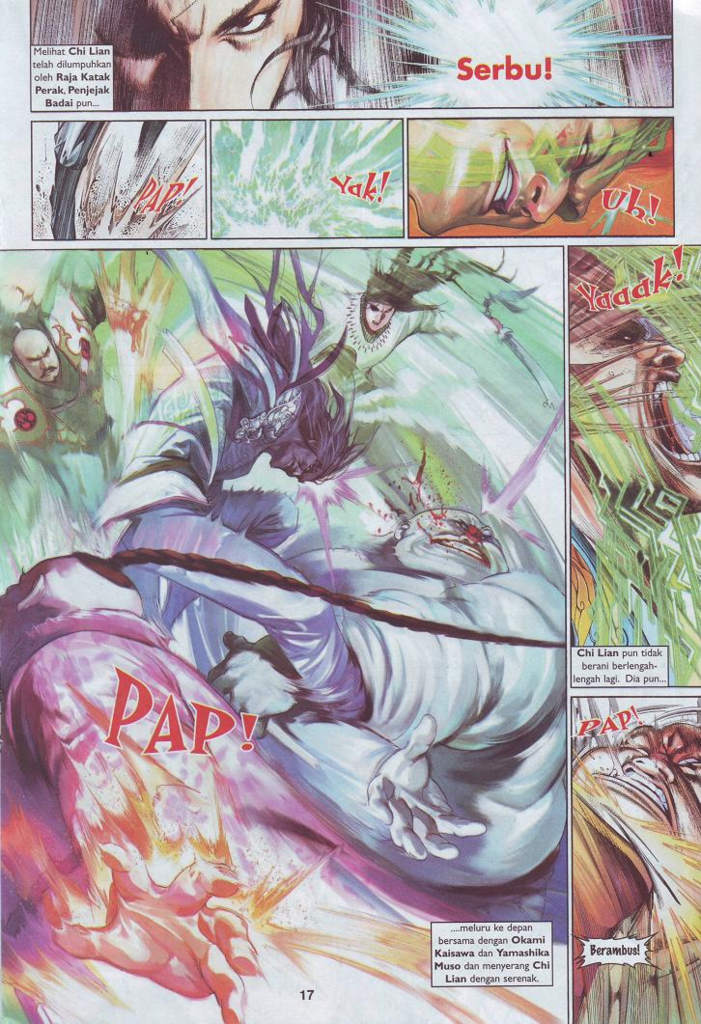 Melihat Chi Lian
telah dilumpuhkan
oleh Raja Katak
Perak, Penjejak
Badai pun...
Serbu!
PAP!
Yak!
Uh!
Yaaak!
PAP!
....meluru ke depan
bersama dengan Okami
Kaisawa dan Yamashika
Muso dan menyerang Chi
Lian dengan serenak.
Chi Lian pun tidak
berani berlengah-
lengah lagi. Dia pun...
PAP!
Berambus!
17